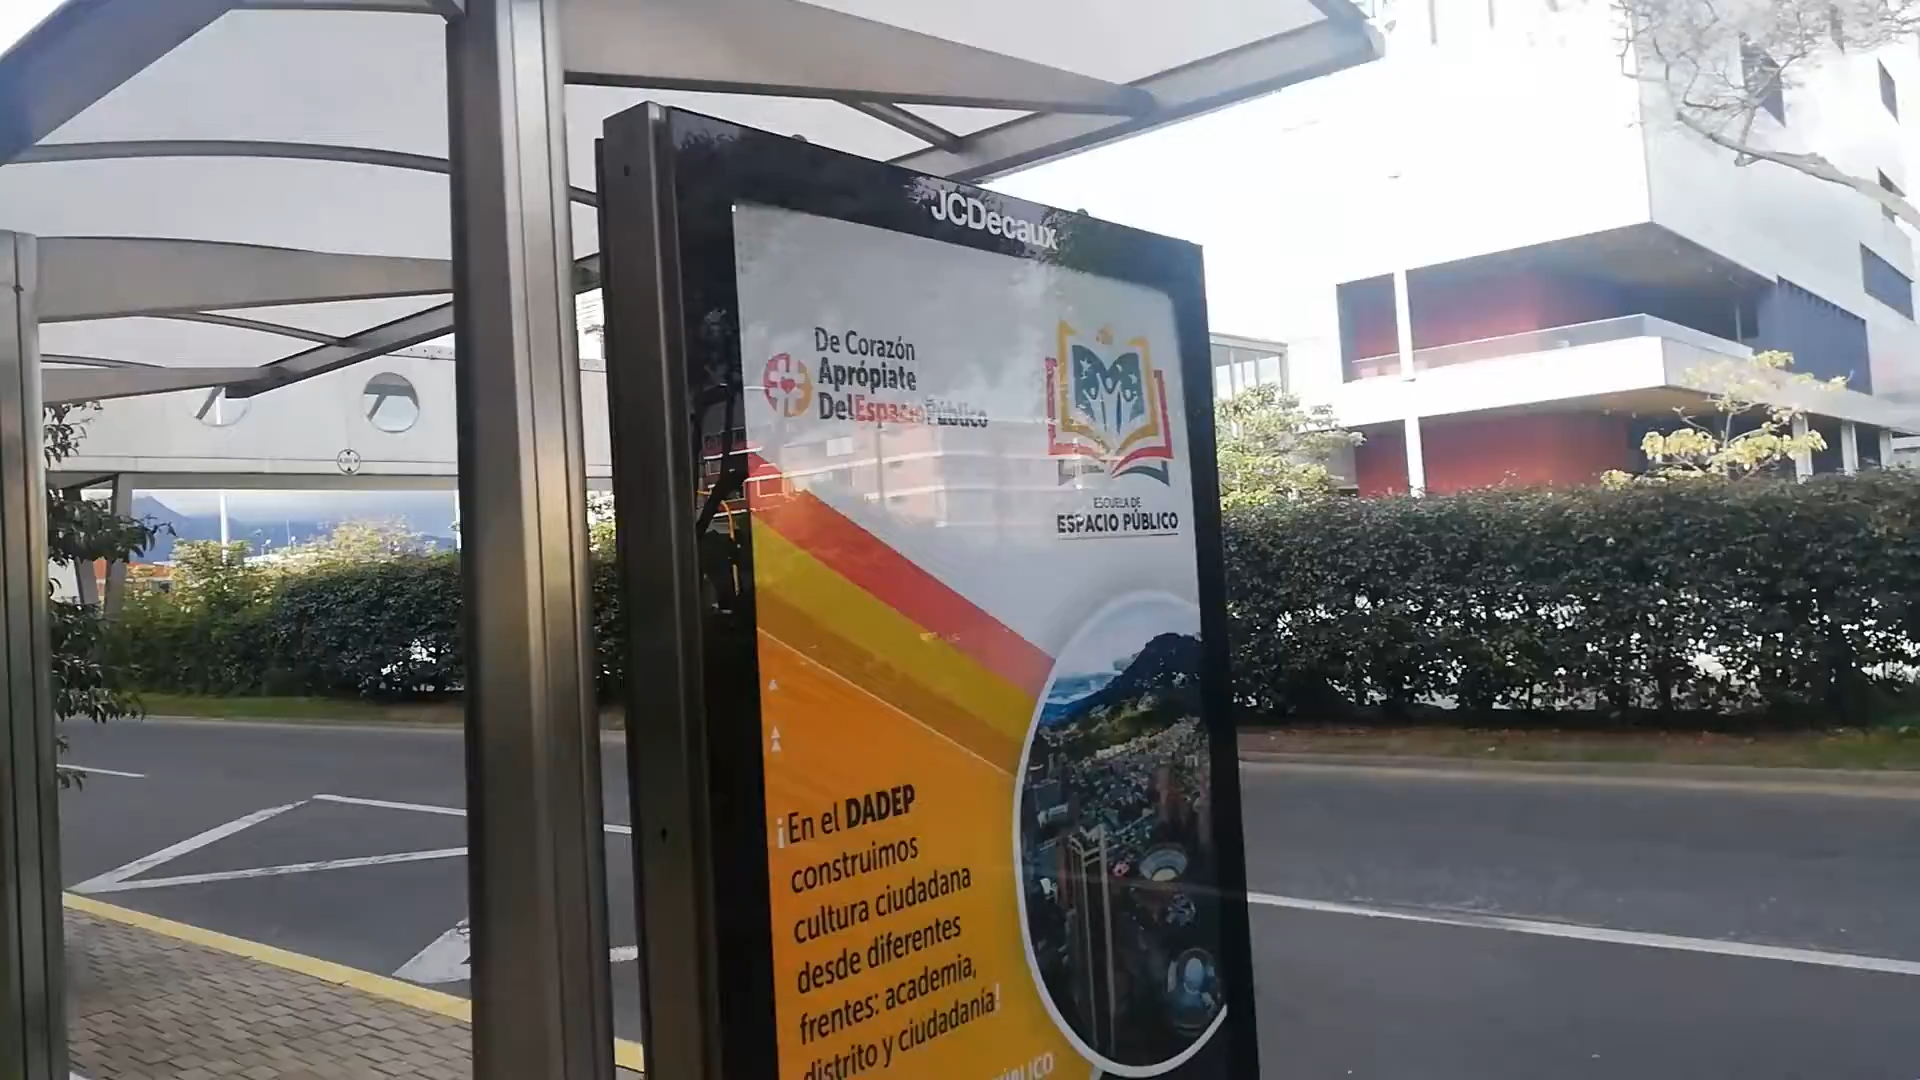 JCDecaux
De Corazón
Aprópiate
DelEspacioPúblico
ESCUELA DE
ESPACIO PÚBLICO
¡En el DADEP
construimos
cultura ciudadana
desde diferentes
frentes: academia,
distrito y ciudadanía!